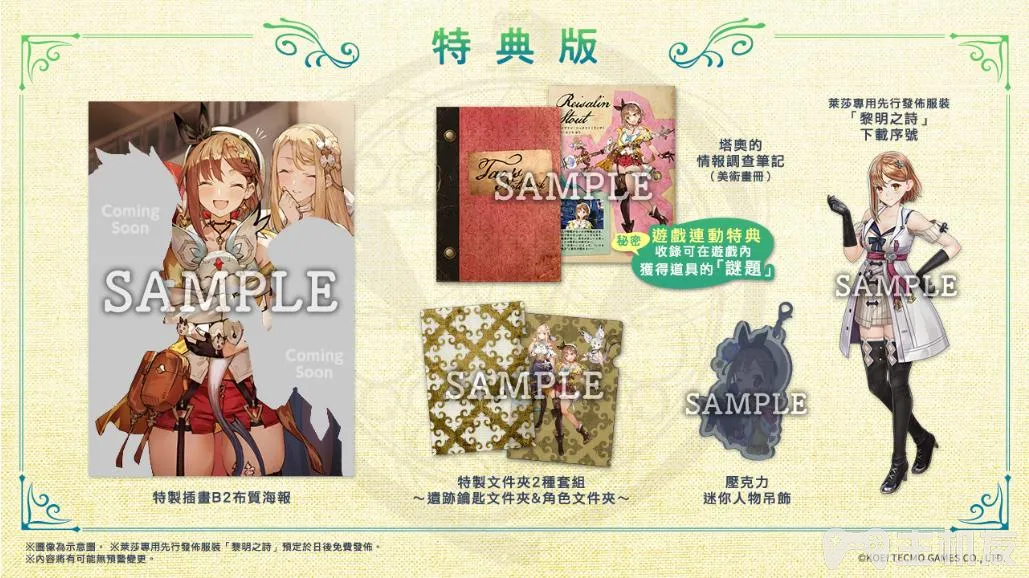 特典版
Coming
Soon
SAMPLE
Coming
Soon
特製插畫B2布質海報
Reisalin
Stout
SAMPLE
塔奧的
情報調查筆記
（美術畫冊）
秘密
遊戲連動特典
收錄可在遊戲內
獲得道具的「謎題」
SAMPLE
特製文件夾2種套組
～遺跡鑰匙文件夾&角色文件夾～
SAMPLE
壓克力
迷你人物吊飾
萊莎專用先行發佈服裝
「黎明之詩」
下載序號
SAMPLE
※圖像為示意圖。 ※萊莎專用先行發佈服裝「黎明之詩」預定於日後免費發佈。
※內容將有可能無預警變更。
©KOEI TECMO GAMES CO., LTD.